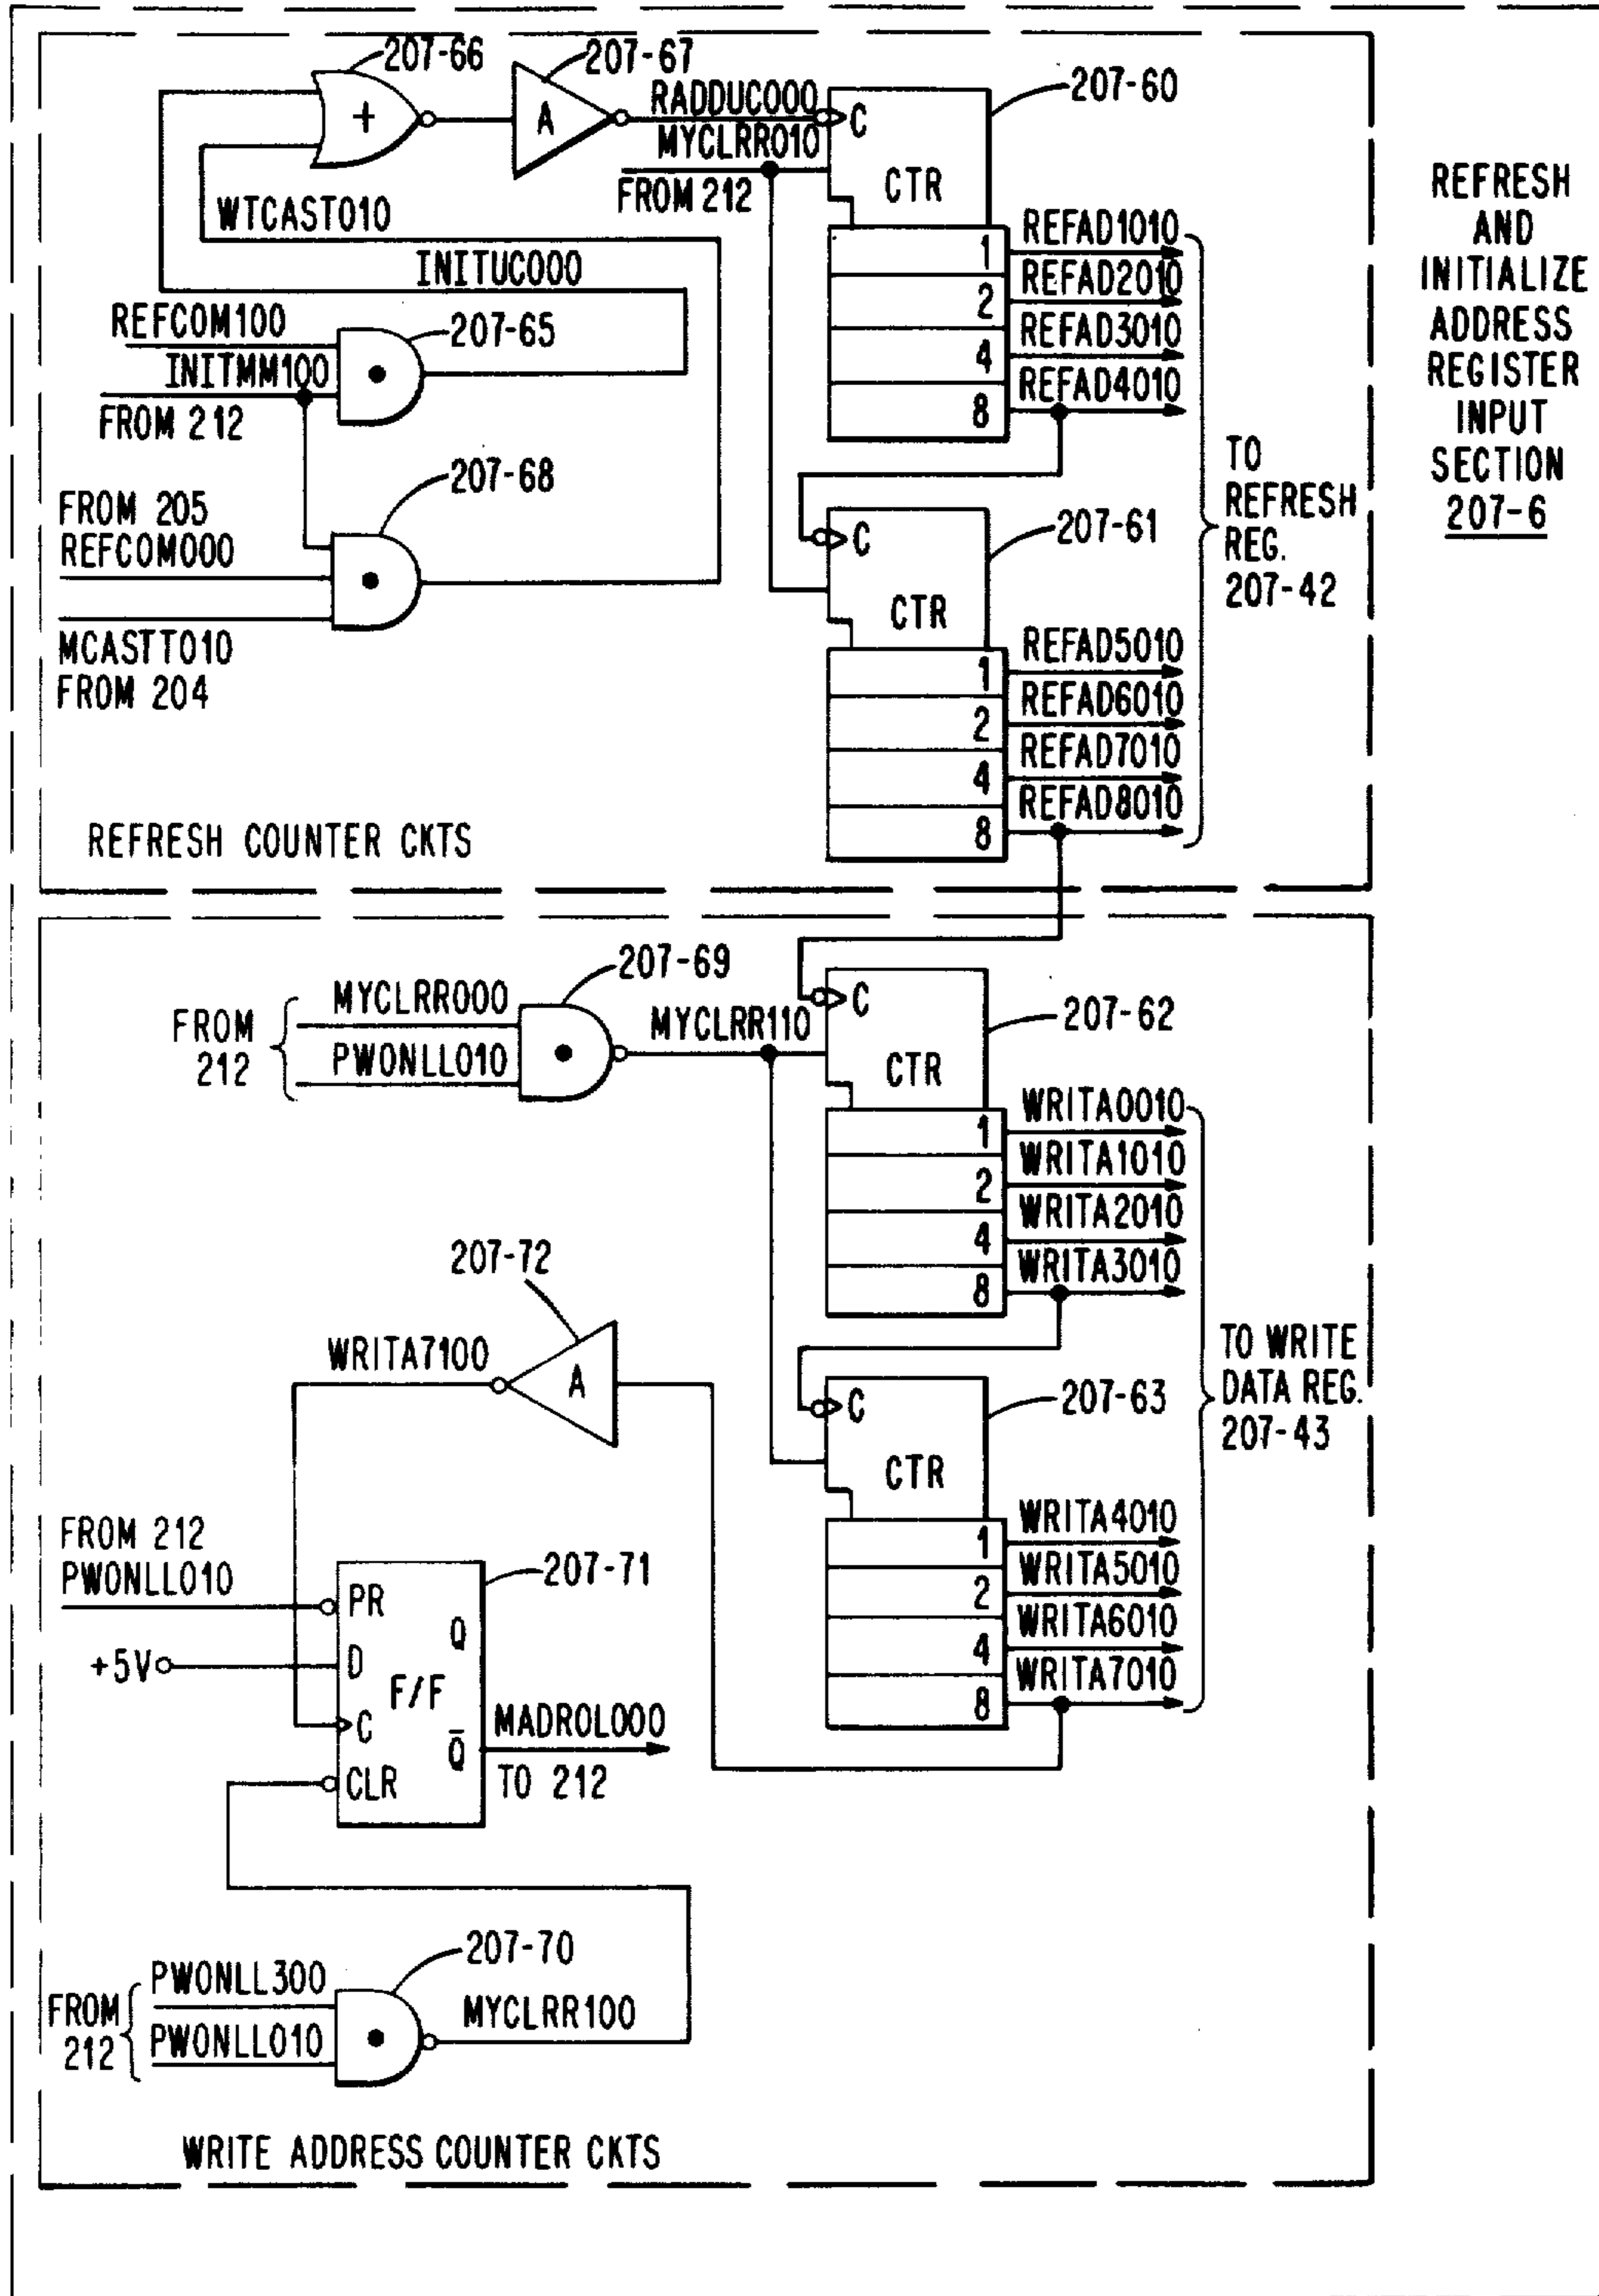 207-66
207-67
+
A
RADDUC000
MYCLRR010
FROM 212
C
CTR
207-60
WTCAST010
INITUC000
REFCOM100
INITMM100
FROM 212
207-65
207-68
FROM 205
REFCOM000
MCASTT010
FROM 204
1
2
4
8
REFAD1010
REFAD2010
REFAD3010
REFAD4010
C
CTR
207-61
1
2
4
8
REFAD5010
REFAD6010
REFAD7010
REFAD8010
TO
REFRESH
REG.
207-42
REFRESH COUNTER CKTS
REFRESH
AND
INITIALIZE
ADDRESS
REGISTER
INPUT
SECTION
207-6
FROM
212
MYCLRR000
PWONLL010
207-69
MYCLRR110
C
CTR
207-62
1
2
4
8
WRITA0010
WRITA1010
WRITA2010
WRITA3010
207-72
A
WRITA7100
C
CTR
207-63
1
2
4
8
WRITA4010
WRITA5010
WRITA6010
WRITA7010
TO WRITE
DATA REG.
207-43
FROM 212
PWONLL010
+5V
PR
D
C
CLR
Q
F/F
Q̅
207-71
MADROL000
TO 212
FROM
212
PWONLL300
PWONLL010
207-70
MYCLRR100
WRITE ADDRESS COUNTER CKTS